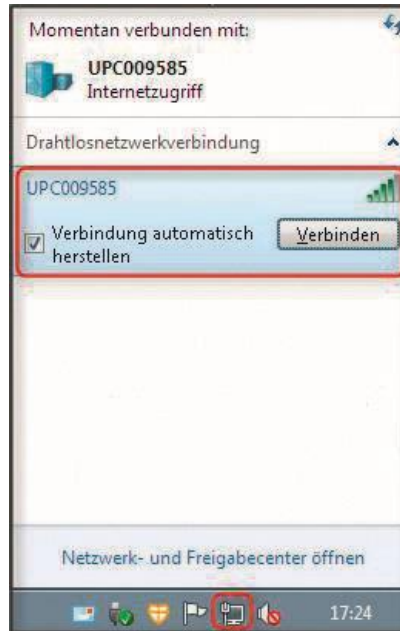 Momentan verbunden mit:
UPC009585
Internetzugriff
Drahtlosnetzwerkverbindung
UPC009585
Verbindung automatisch
herstellen
Verbinden
Netzwerk- und Freigabecenter öffnen
17:24